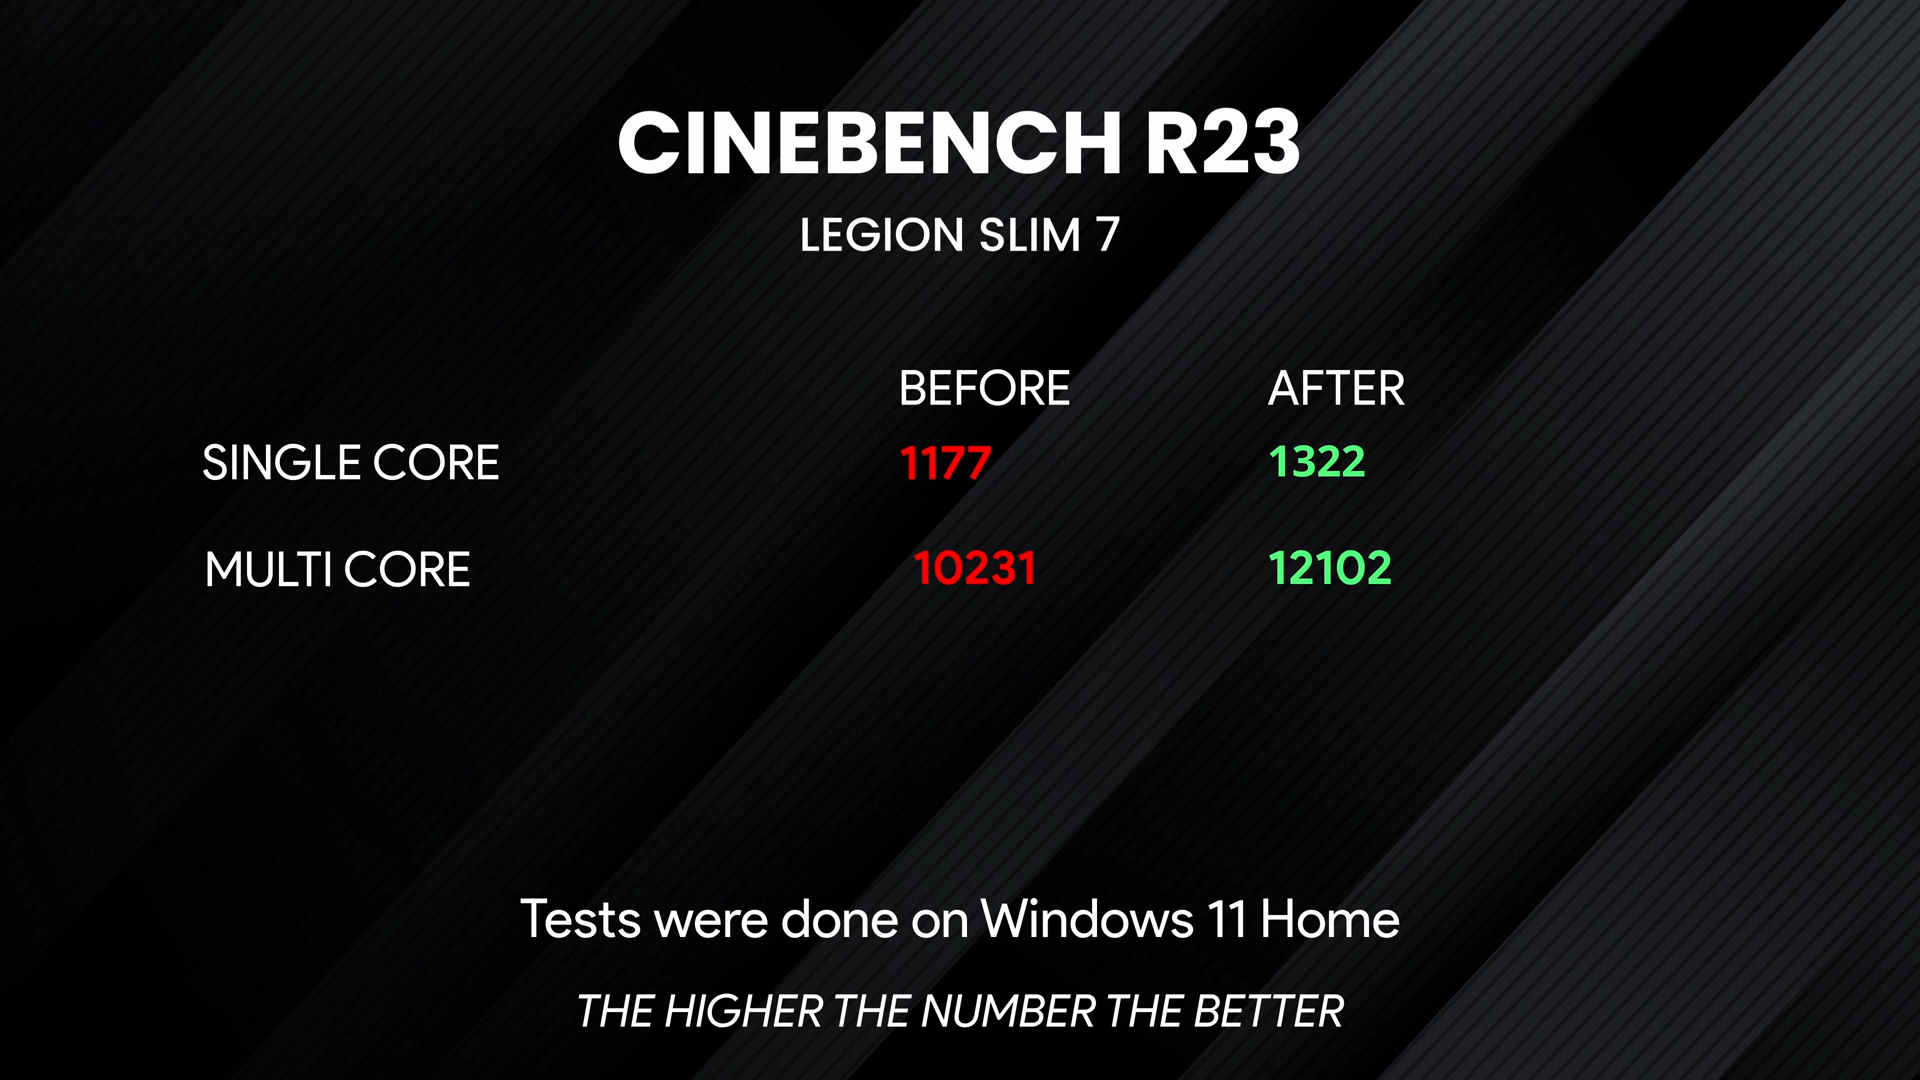 CINEBENCH R23
LEGION SLIM 7
BEFORE AFTER
SINGLE CORE 1177 1322
MULTI CORE 10231 12102
Tests were done on Windows 11 Home
THE HIGHER THE NUMBER THE BETTER